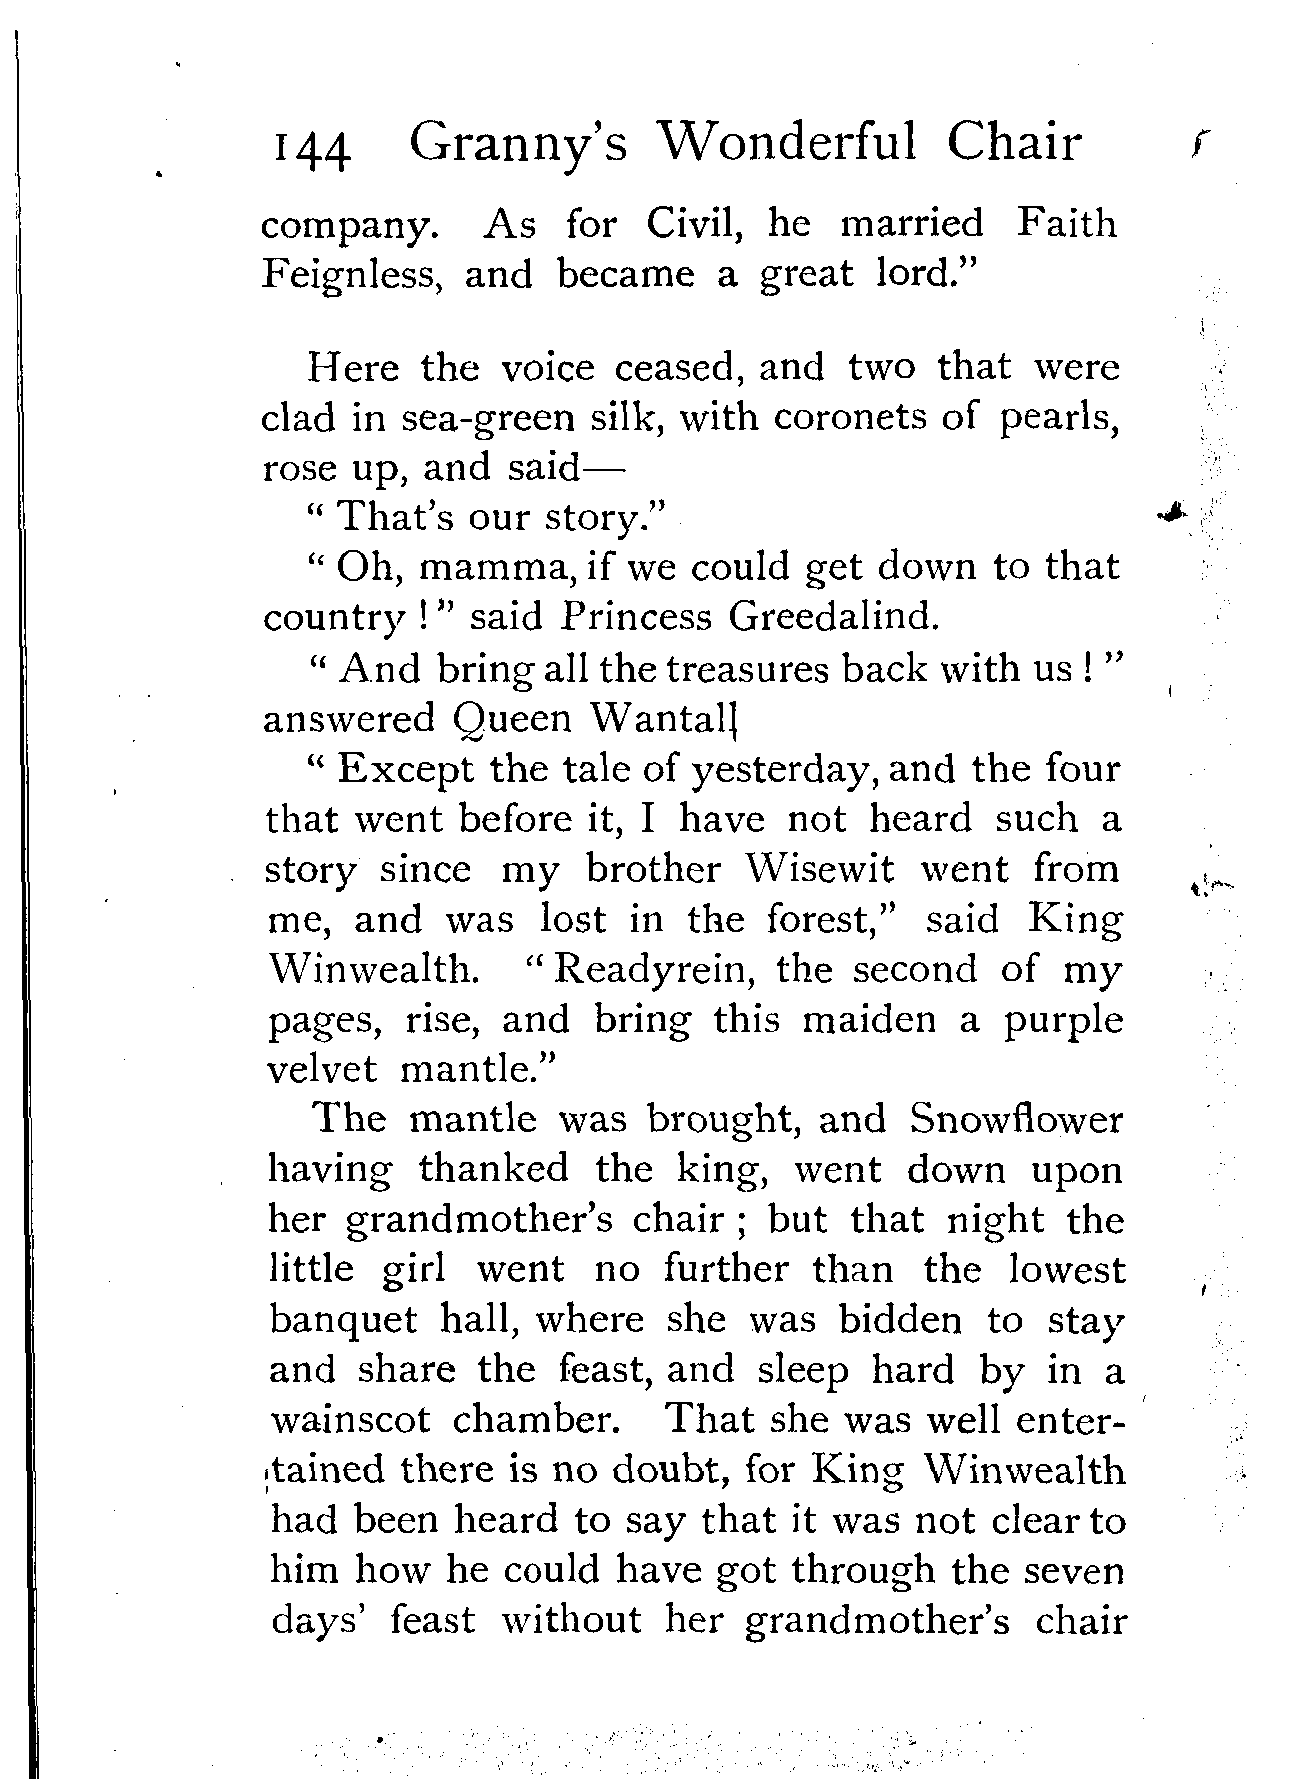 144 Granny's Wonderful Chair
company. As for Civil, he married Faith
Feignless, and became a great lord."
Here the voice ceased, and two that were
clad in sea-green silk, with coronets of pearls,
rose up, and said—
" That's our story."
" Oh, mamma, if we could get down to that
country ! " said Princess Greedalind.
" And bring all the treasures back with us ! "
answered Queen Wantall
" Except the tale of yesterday, and the four
that went before it, I have not heard such a
story since my brother Wisewit went from
me, and was lost in the forest," said King
Winwealth. " Readyrein, the second of my
pages, rise, and bring this maiden a purple
velvet mantle."
The mantle was brought, and Snowflower
having thanked the king, went down upon
her grandmother's chair ; but that night the
little girl went no further than the lowest
banquet hall, where she was bidden to stay
and share the feast, and sleep hard by in a
wainscot chamber. That she was well enter-
tained there is no doubt, for King Winwealth
had been heard to say that it was not clear to
him how he could have got through the seven
days' feast without her grandmother's chair